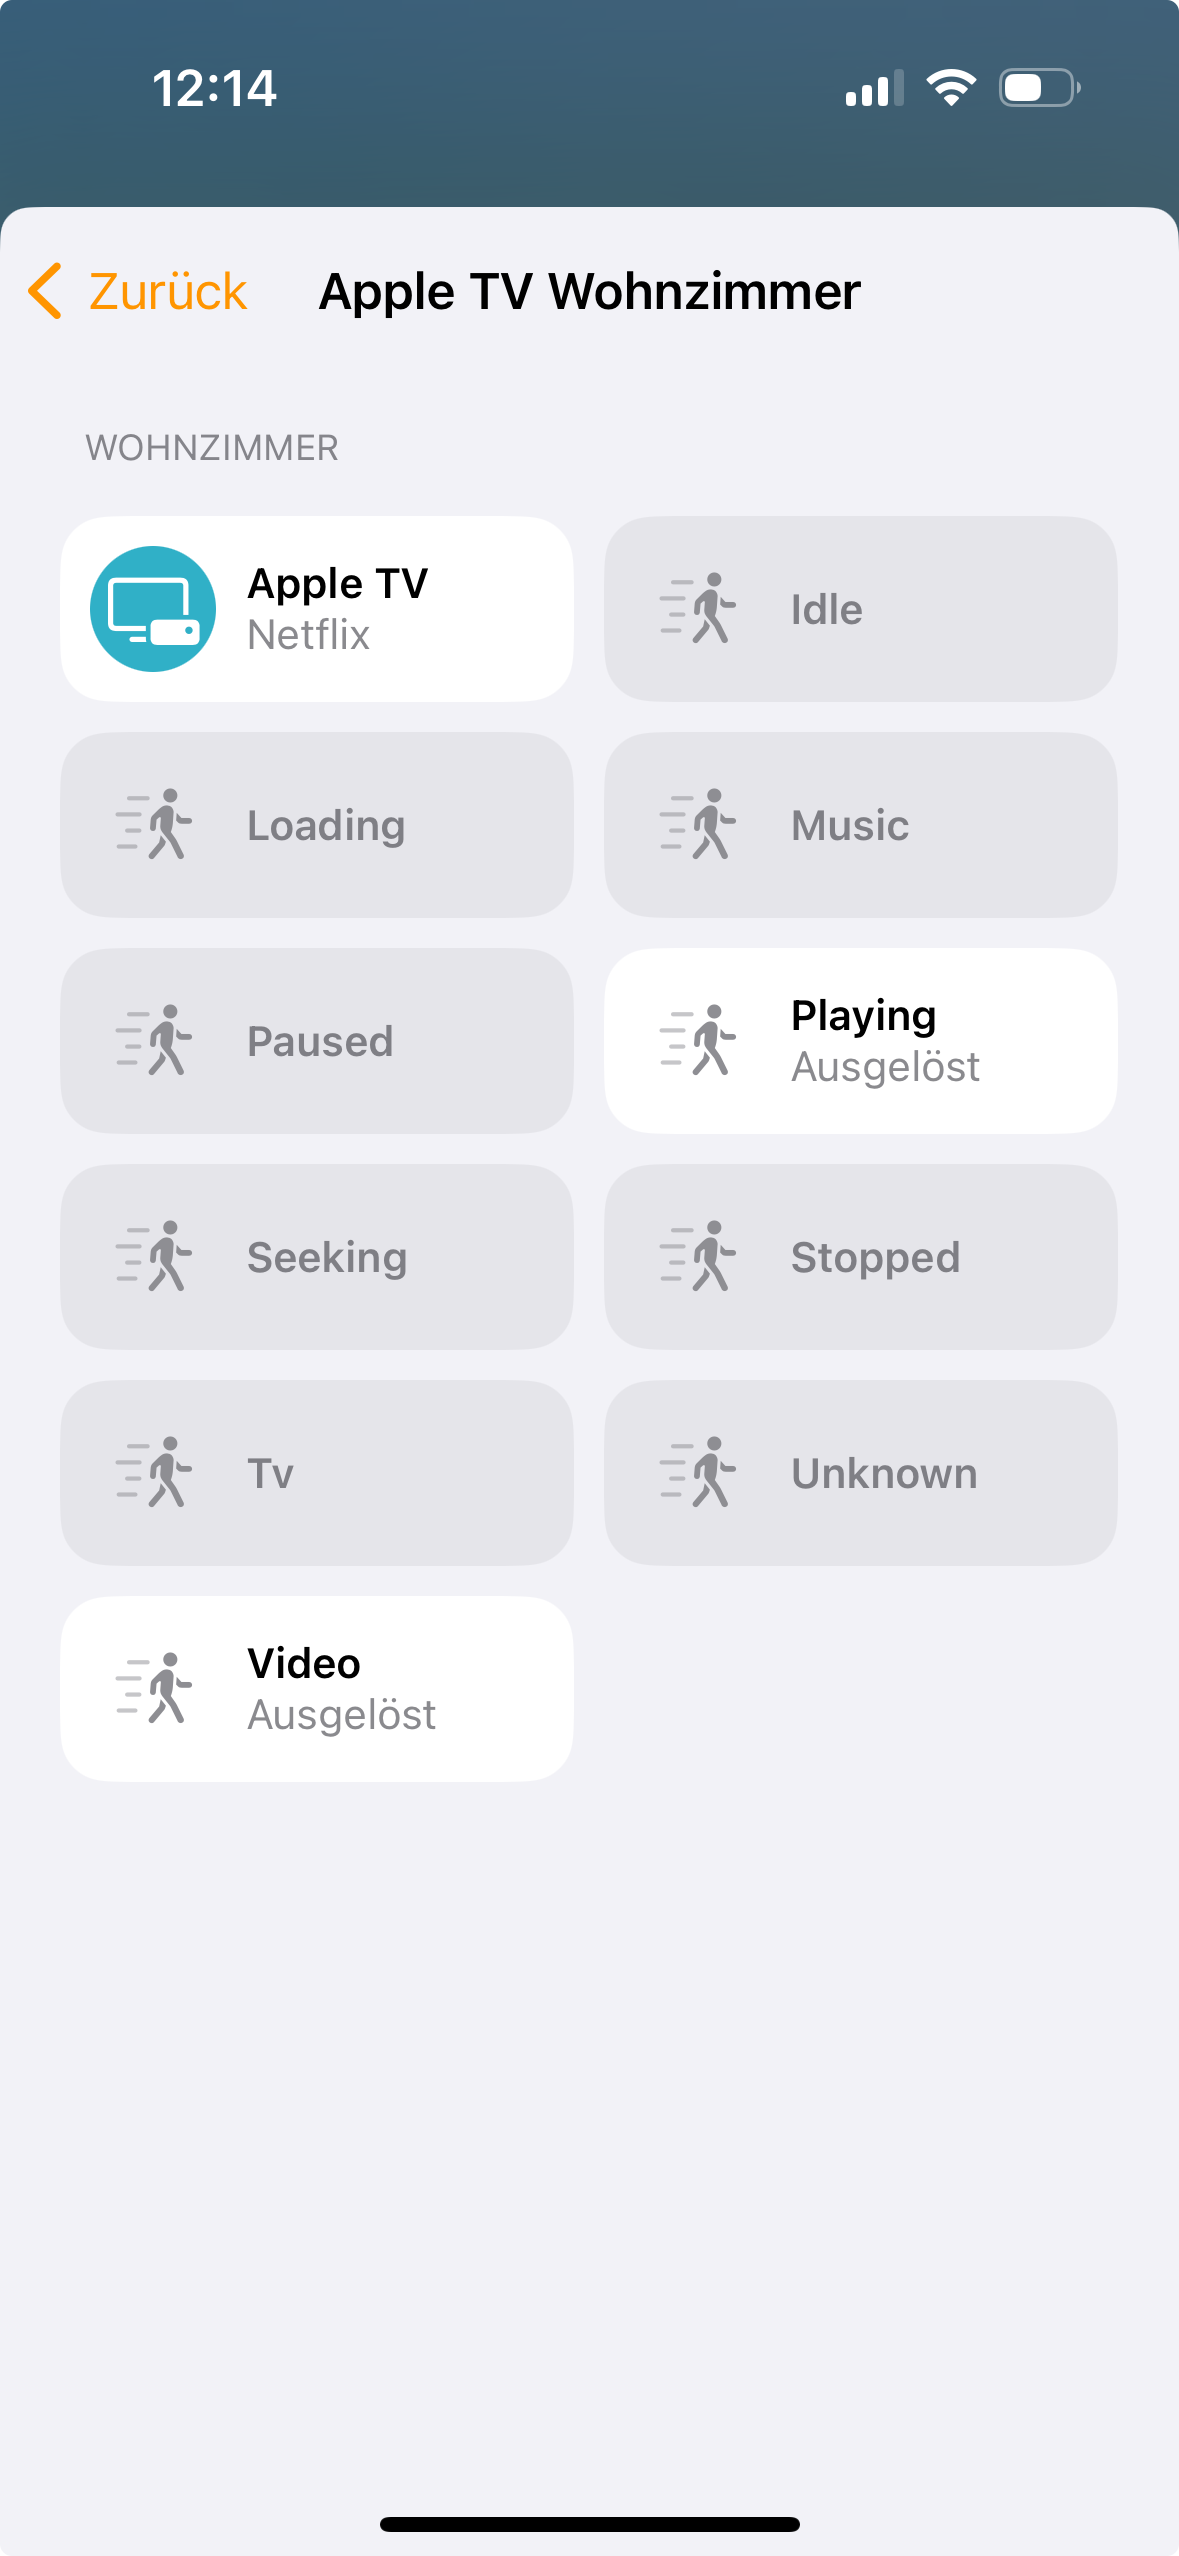 12:14
Zurück
Apple TV Wohnzimmer
WOHNZIMMER
Apple TV
Netflix
Idle
Loading
Music
Paused
Playing
Ausgelöst
Seeking
Stopped
Tv
Unknown
Video
Ausgelöst